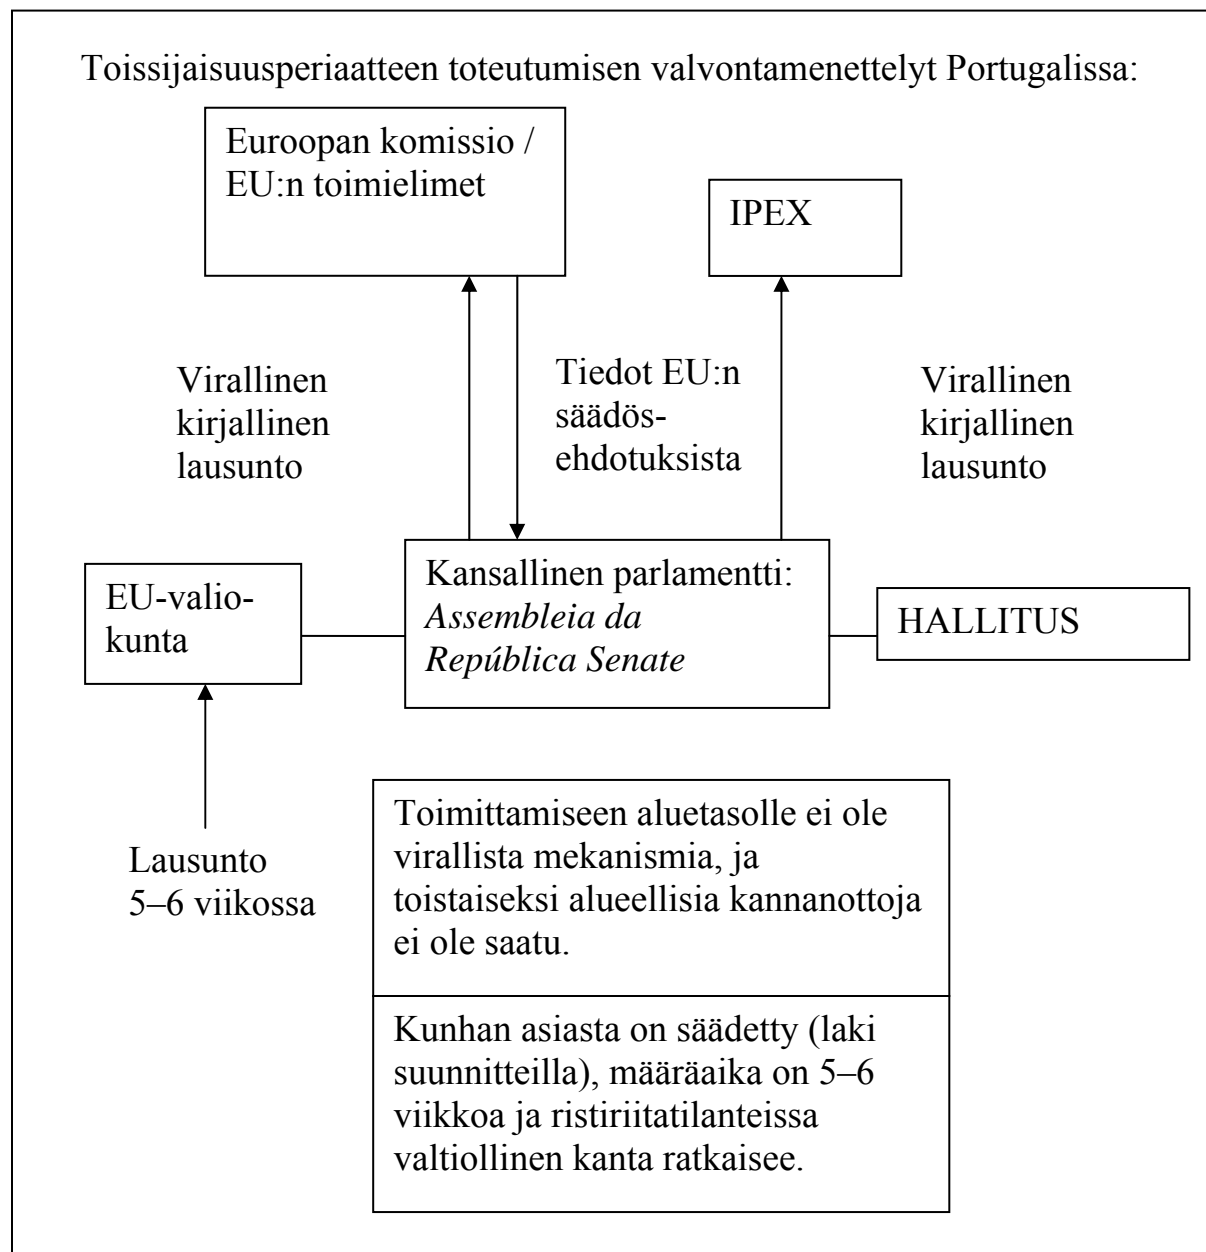 Toissijaisuusperiaatteen toteutumisen valvontamenettelyt Portugalissa:
Euroopan komissio /
EU:n toimielimet
IPEX
Virallinen
kirjallinen
lausunto
Tiedot EU:n
säädös-
ehdotuksista
Virallinen
kirjallinen
lausunto
EU-valio-
kunta
Kansallinen parlamentti:
Assembleia da
República Senate
HALLITUS
Lausunto
5–6 viikossa
Toimittamiseen aluetasolle ei ole
virallista mekanismia, ja
toistaiseksi alueellisia kannanottoja
ei ole saatu.
Kunhan asiasta on säädetty (laki
suunnitteilla), määräaika on 5–6
viikkoa ja ristiriitatilanteissa
valtiollinen kanta ratkaisee.